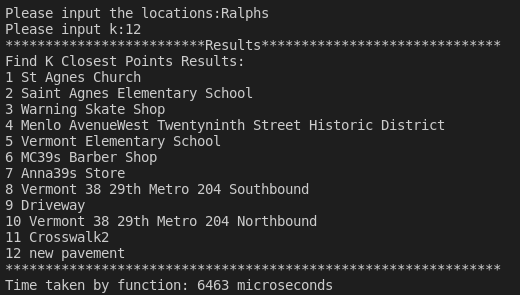 Please input the locations:Ralphs
Please input k:12
*************************Results*******************************
Find K Closest Points Results:
1 St Agnes Church
2 Saint Agnes Elementary School
3 Warning Skate Shop
4 Menlo AvenueWest Twentyninth Street Historic District
5 Vermont Elementary School
6 MC39s Barber Shop
7 Anna39s Store
8 Vermont 38 29th Metro 204 Southbound
9 Driveway
10 Vermont 38 29th Metro 204 Northbound
11 Crosswalk2
12 new pavement
**************************************************************
Time taken by function: 6463 microseconds